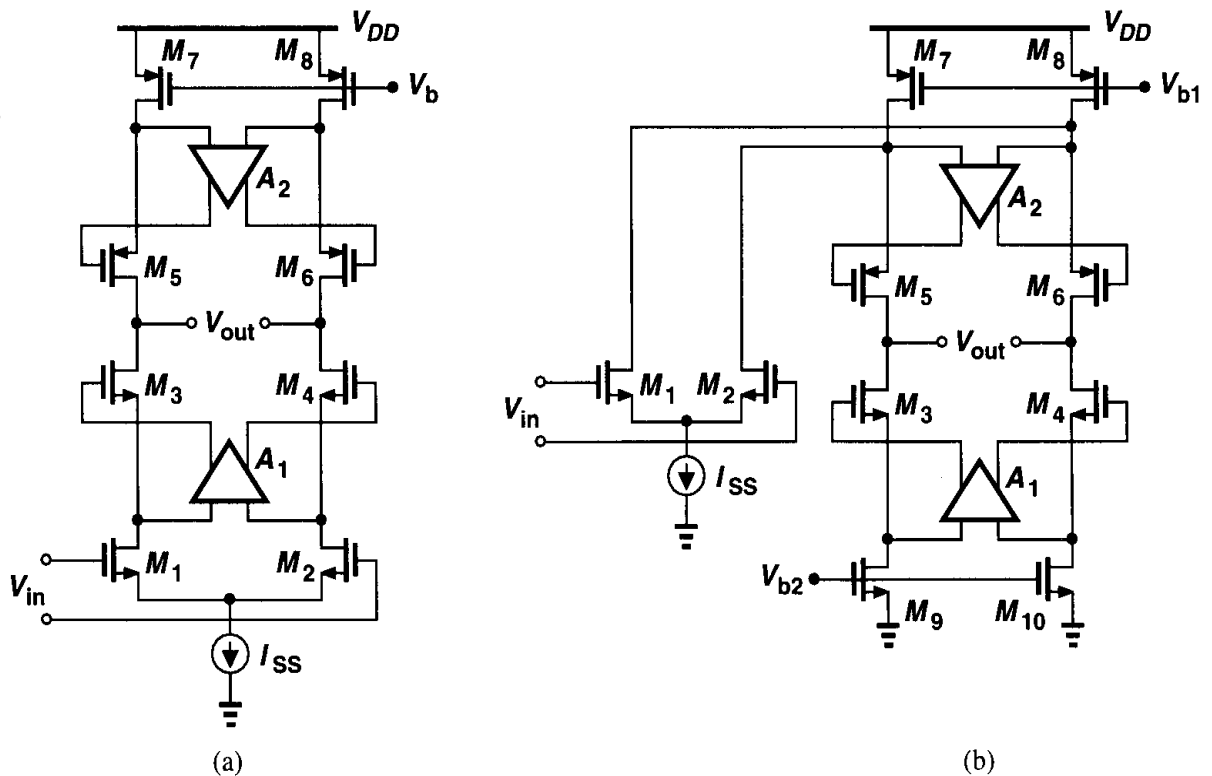 V_DD
M_7 M_8
V_b
A_2
M_5 M_6
V_out
M_3 M_4
A_1
M_1 M_2
V_in
I_SS
(a)
V_DD
M_7 M_8
V_b1
A_2
M_5 M_6
M_1 M_2
V_out
V_in
M_3 M_4
I_SS
A_1
V_b2
M_9 M_10
(b)